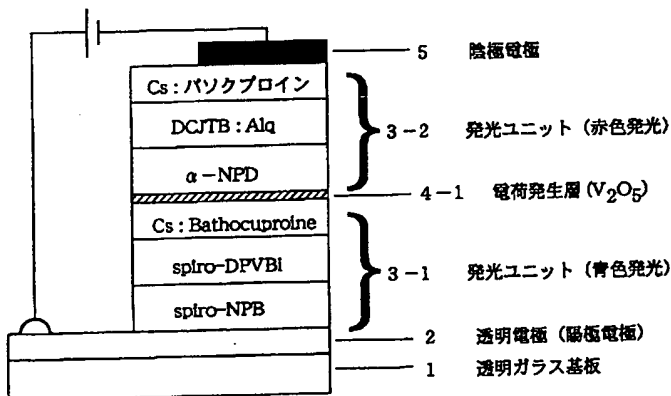 5 陰極電極
Cs : パソクプロイン
DCJTB : Alq
α－NPD
3－2 発光ユニット (赤色発光)
4－1 電荷発生層 (V₂O₅)
Cs : Bathocuproine
spiro-DPVBi
spiro-NPB
3－1 発光ユニット (青色発光)
2 透明電極 (陽極電極)
1 透明ガラス基板